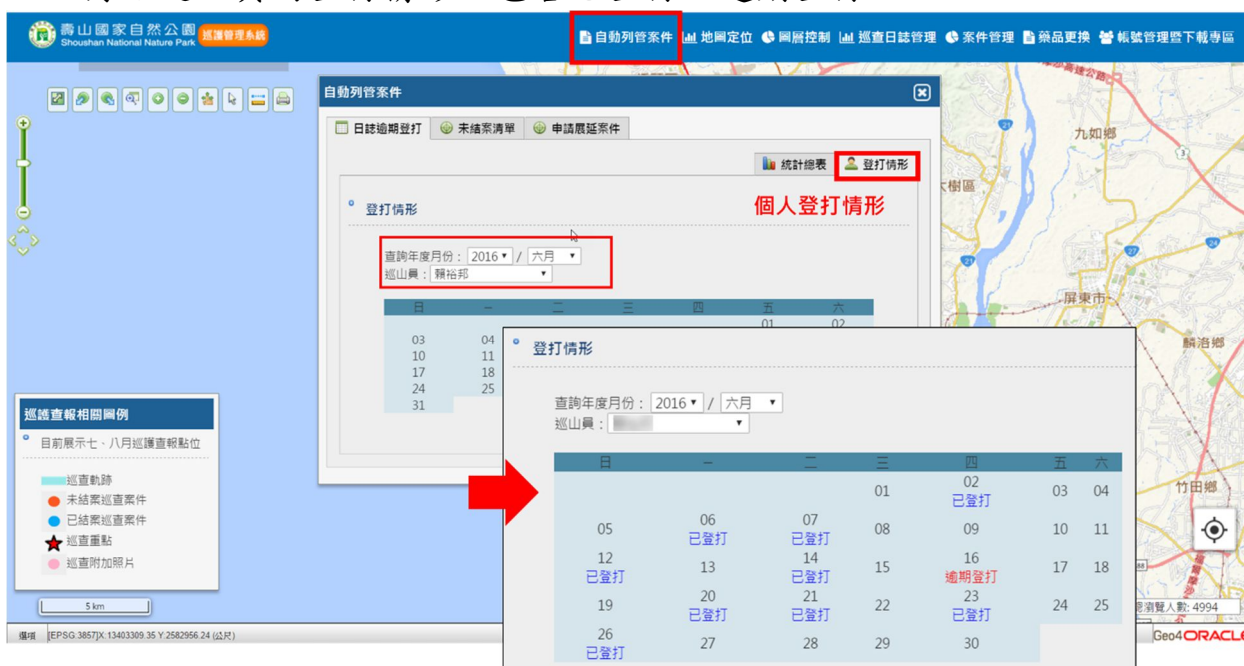 壽山國家自然公園 巡護管理系統
Shoushan National Nature Park
自動列管案件 地圖定位 圖層控制 巡查日誌管理 案件管理 藥品更換 帳號管理暨下載專區
自動列管案件
日誌逾期登打 未結案清單 申請展延案件
統計總表 登打情形
登打情形
個人登打情形
查詢年度月份： 2016 / 六月
巡山員： 賴裕邦
日 一 二 三 四 五 六
01 02
03 04
10 11
17 18
24 25
31
登打情形
查詢年度月份： 2016 / 六月
巡山員：
日 一 二 三 四 五 六
01 02 03 04
已登打
05 06 07 08 09 10 11
已登打 已登打
12 13 14 15 16 17 18
已登打 已登打 逾期登打
19 20 21 22 23 24 25
已登打 已登打 已登打
26 27 28 29 30
已登打
巡護查報相關圖例
目前展示七、八月巡護查報點位
巡查軌跡
未結案巡查案件
已結案巡查案件
巡查重點
巡查附加照片
九如鄉
屏東市
麟洛鄉
竹田鄉
5 km
總瀏覽人數: 4994
[EPSG:3857]X:13403309.35 Y:2582956.24 (公尺)